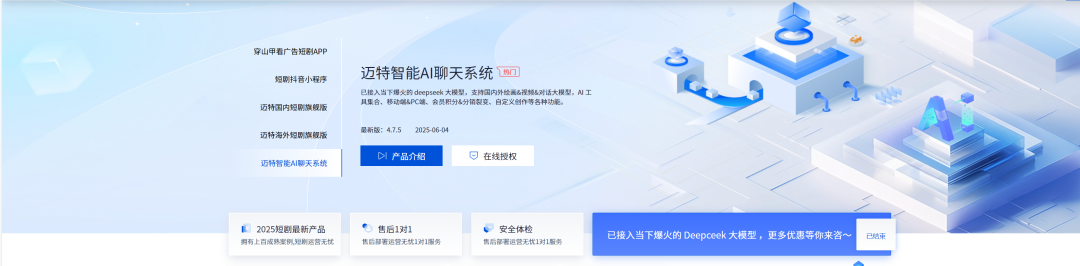 穿山甲看广告短剧APP
短剧抖音小程序
迈特国内短剧旗舰版
迈特海外短剧旗舰版
迈特智能AI聊天系统
迈特智能AI聊天系统 热门
已接入当下爆火的 deepseek 大模型，支持国内外绘画&视频&对话大模型，AI 工
具集合、移动端&PC端、会员积分&分销裂变、自定义创作等各种功能。
最新版：4.7.5 2025-06-04
产品介绍
在线授权
2025短剧最新产品
拥有上百成熟案例,短剧运营无忧
售后1对1
售后部署运营无忧1对1服务
安全体检
售后部署运营无忧1对1服务
已接入当下爆火的 Deepceek 大模型 ，更多优惠等你来咨～
已结束
AI